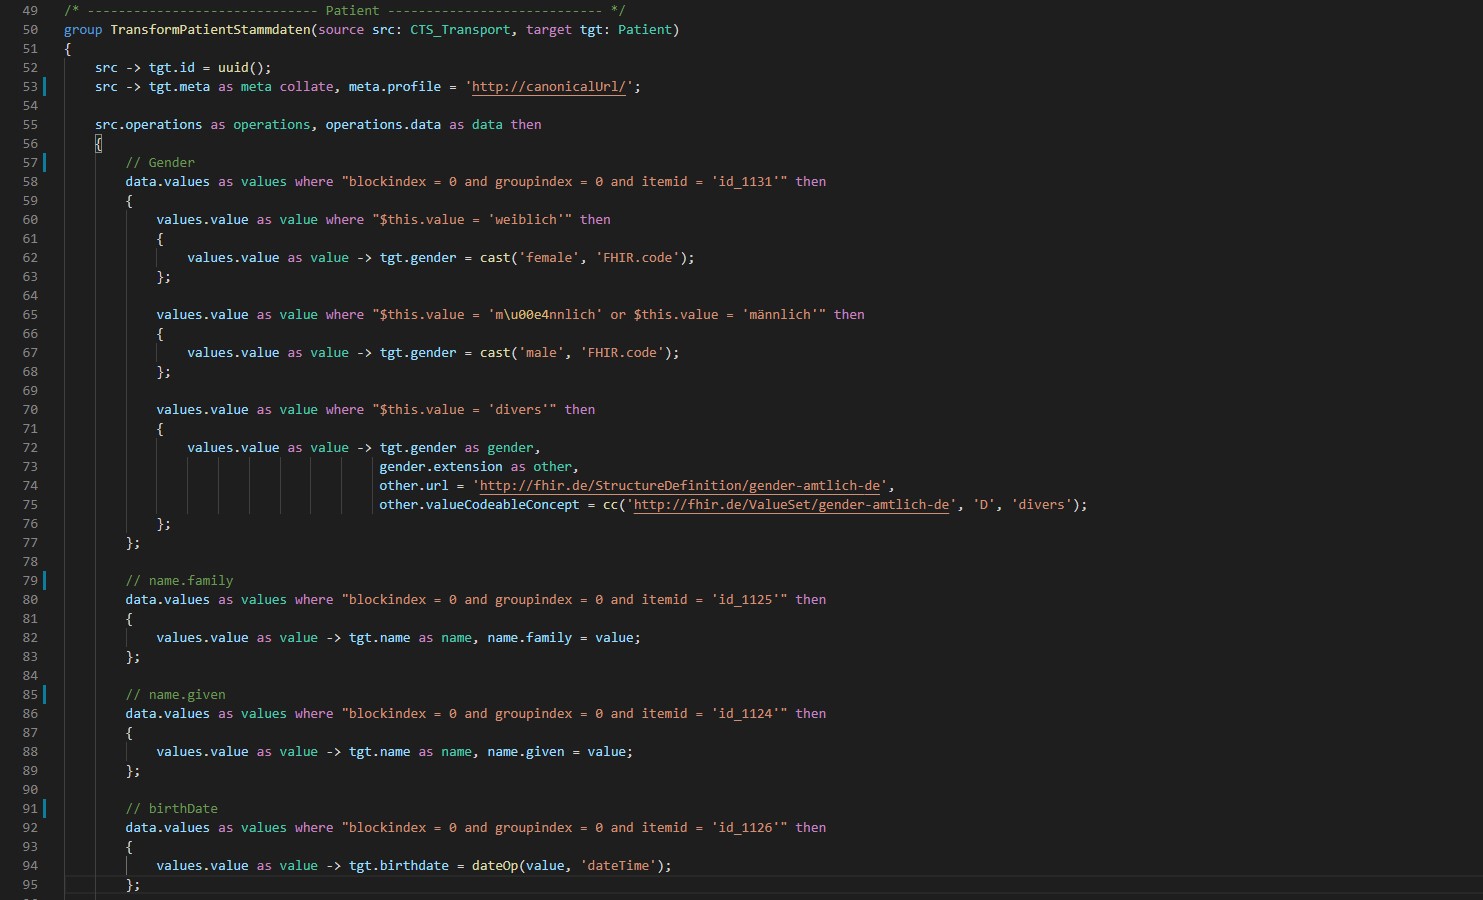 49 /* ------------------------------ Patient ---------------------------- */
50 group TransformPatientStammdaten(source src: CTS_Transport, target tgt: Patient)
51 {
52     src -> tgt.id = uuid();
53     src -> tgt.meta as meta collate, meta.profile = 'http://canonicalUrl/';
54
55     src.operations as operations, operations.data as data then
56     {
57         // Gender
58         data.values as values where "blockindex = 0 and groupindex = 0 and itemid = 'id_1131'" then
59         {
60             values.value as value where "$this.value = 'weiblich'" then
61             {
62                 values.value as value -> tgt.gender = cast('female', 'FHIR.code');
63             };
64
65             values.value as value where "$this.value = 'm\u00e4nnlich' or $this.value = 'männlich'" then
66             {
67                 values.value as value -> tgt.gender = cast('male', 'FHIR.code');
68             };
69
70             values.value as value where "$this.value = 'divers'" then
71             {
72                 values.value as value -> tgt.gender as gender,
73                                          gender.extension as other,
74                                          other.url = 'http://fhir.de/StructureDefinition/gender-amtlich-de',
75                                          other.valueCodeableConcept = cc('http://fhir.de/ValueSet/gender-amtlich-de', 'D', 'divers');
76             };
77         };
78
79         // name.family
80         data.values as values where "blockindex = 0 and groupindex = 0 and itemid = 'id_1125'" then
81         {
82             values.value as value -> tgt.name as name, name.family = value;
83         };
84
85         // name.given
86         data.values as values where "blockindex = 0 and groupindex = 0 and itemid = 'id_1124'" then
87         {
88             values.value as value -> tgt.name as name, name.given = value;
89         };
90
91         // birthDate
92         data.values as values where "blockindex = 0 and groupindex = 0 and itemid = 'id_1126'" then
93         {
94             values.value as value -> tgt.birthdate = dateOp(value, 'dateTime');
95         };